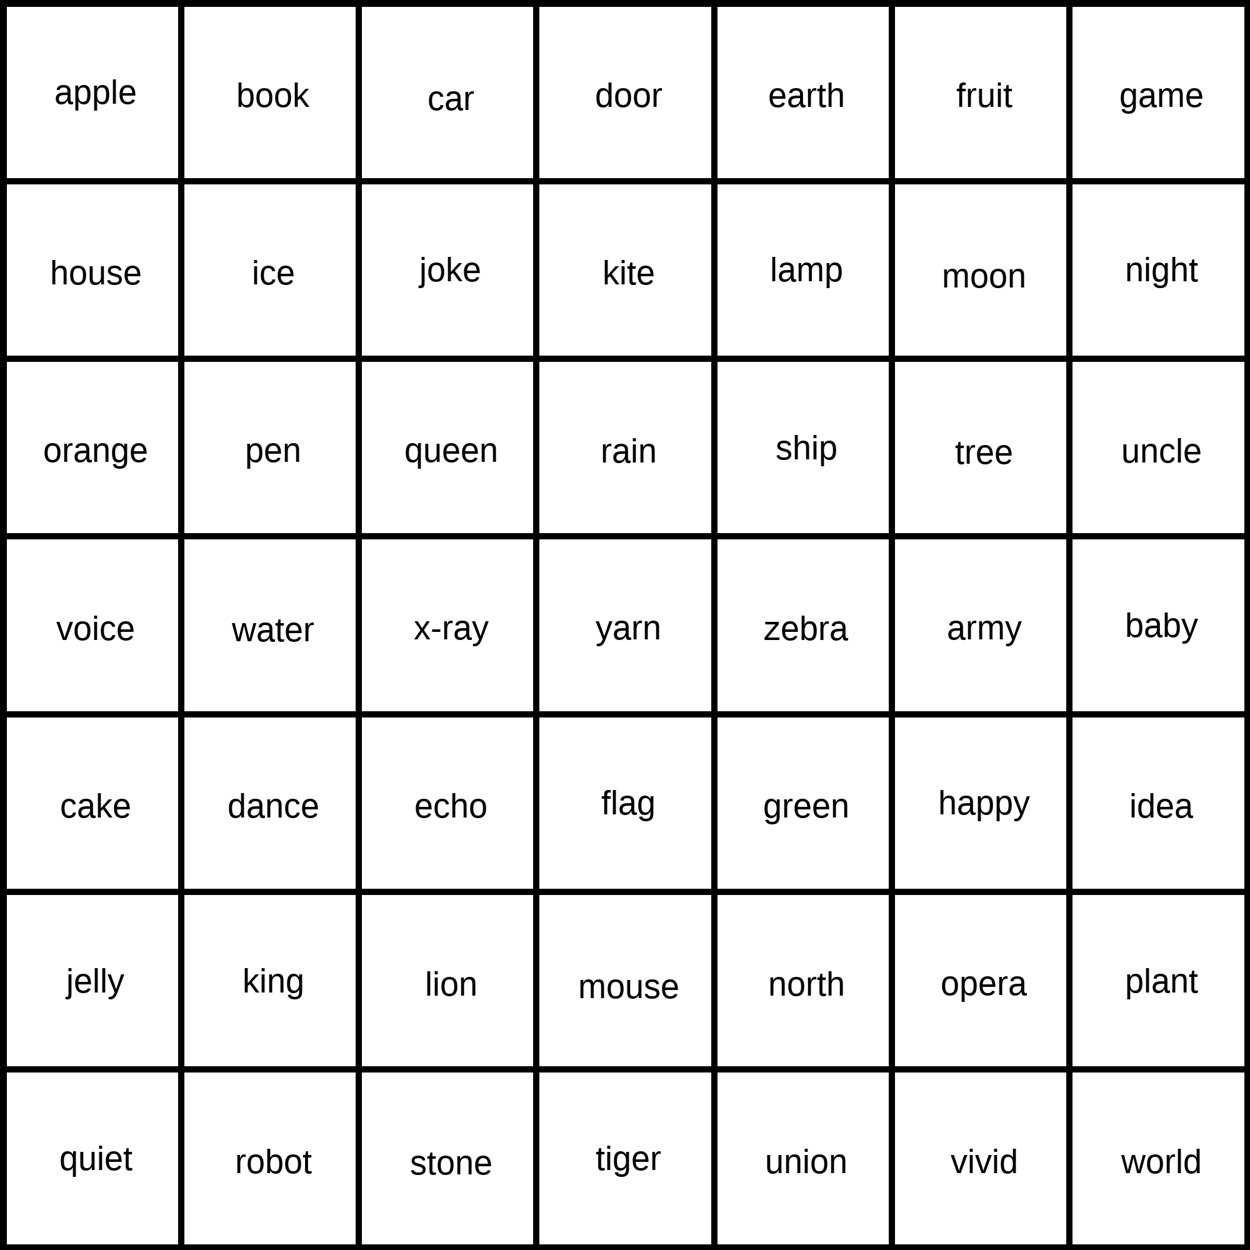 apple book car door earth fruit game
house ice joke kite lamp moon night
orange pen queen rain ship tree uncle
voice water x-ray yarn zebra army baby
cake dance echo flag green happy idea
jelly king lion mouse north opera plant
quiet robot stone tiger union vivid world